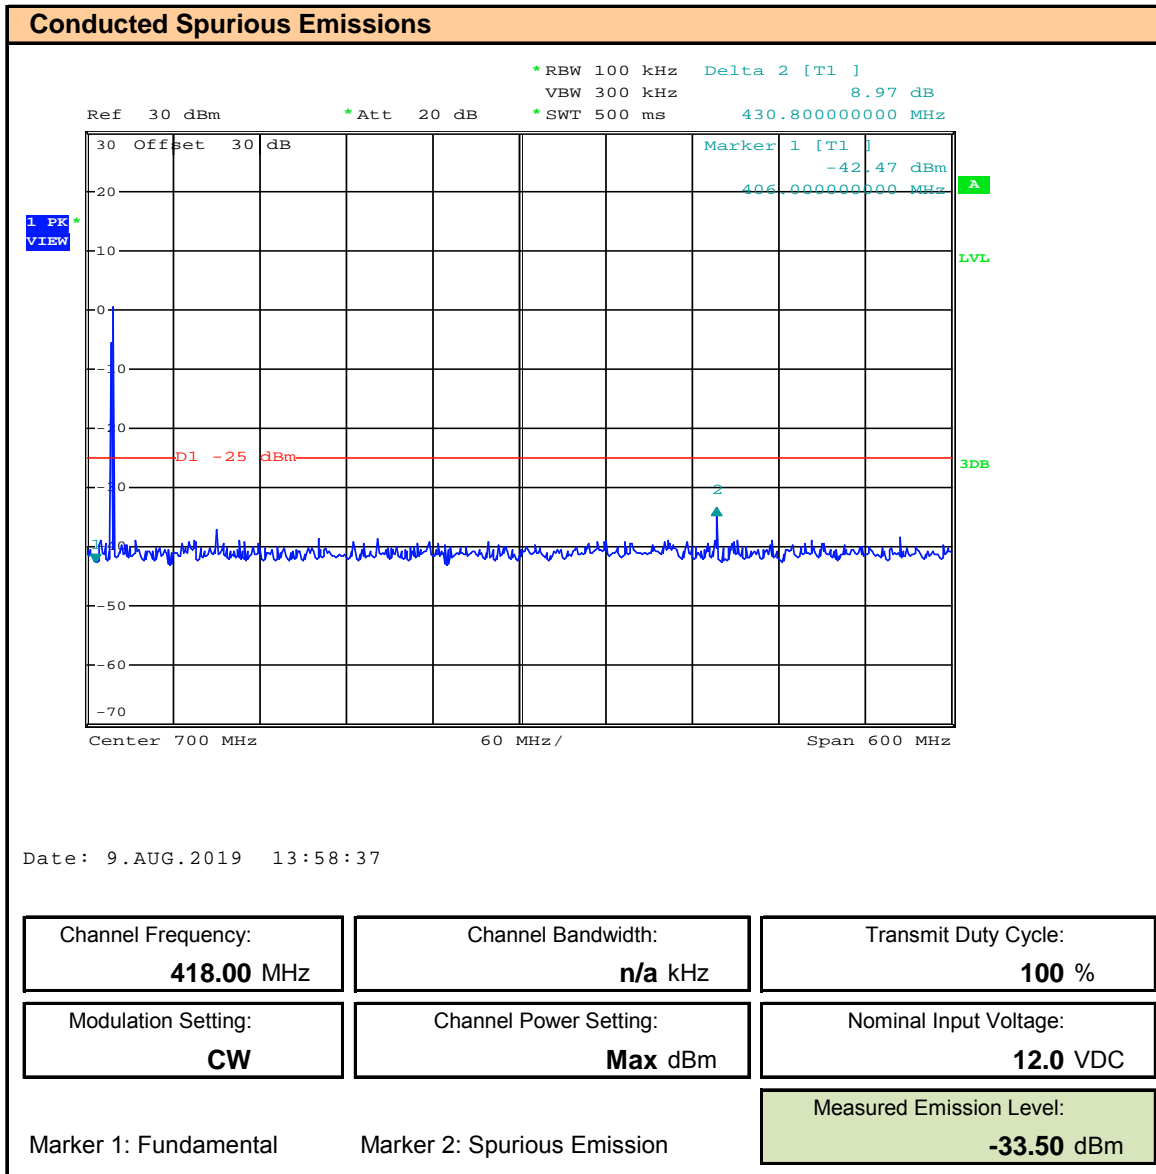 Conducted Spurious Emissions
*RBW 100 kHz Delta 2 [T1 ]
VBW 300 kHz 8.97 dB
Ref 30 dBm *Att 20 dB *SWT 500 ms 430.800000000 MHz
30 Offset 30 dB Marker 1 [T1 ]
-42.47 dBm
20 406.000000000 MHz A
1 PK *
VIEW
10 LVL
0
-10
-20
D1 -25 dBm 3DB
-30 2
1 -40
-50
-60
-70
Center 700 MHz 60 MHz/ Span 600 MHz
Date: 9.AUG.2019 13:58:37
Channel Frequency: Channel Bandwidth: Transmit Duty Cycle:
418.00 MHz n/a kHz 100 %
Modulation Setting: Channel Power Setting: Nominal Input Voltage:
CW Max dBm 12.0 VDC
Measured Emission Level:
Marker 1: Fundamental Marker 2: Spurious Emission -33.50 dBm